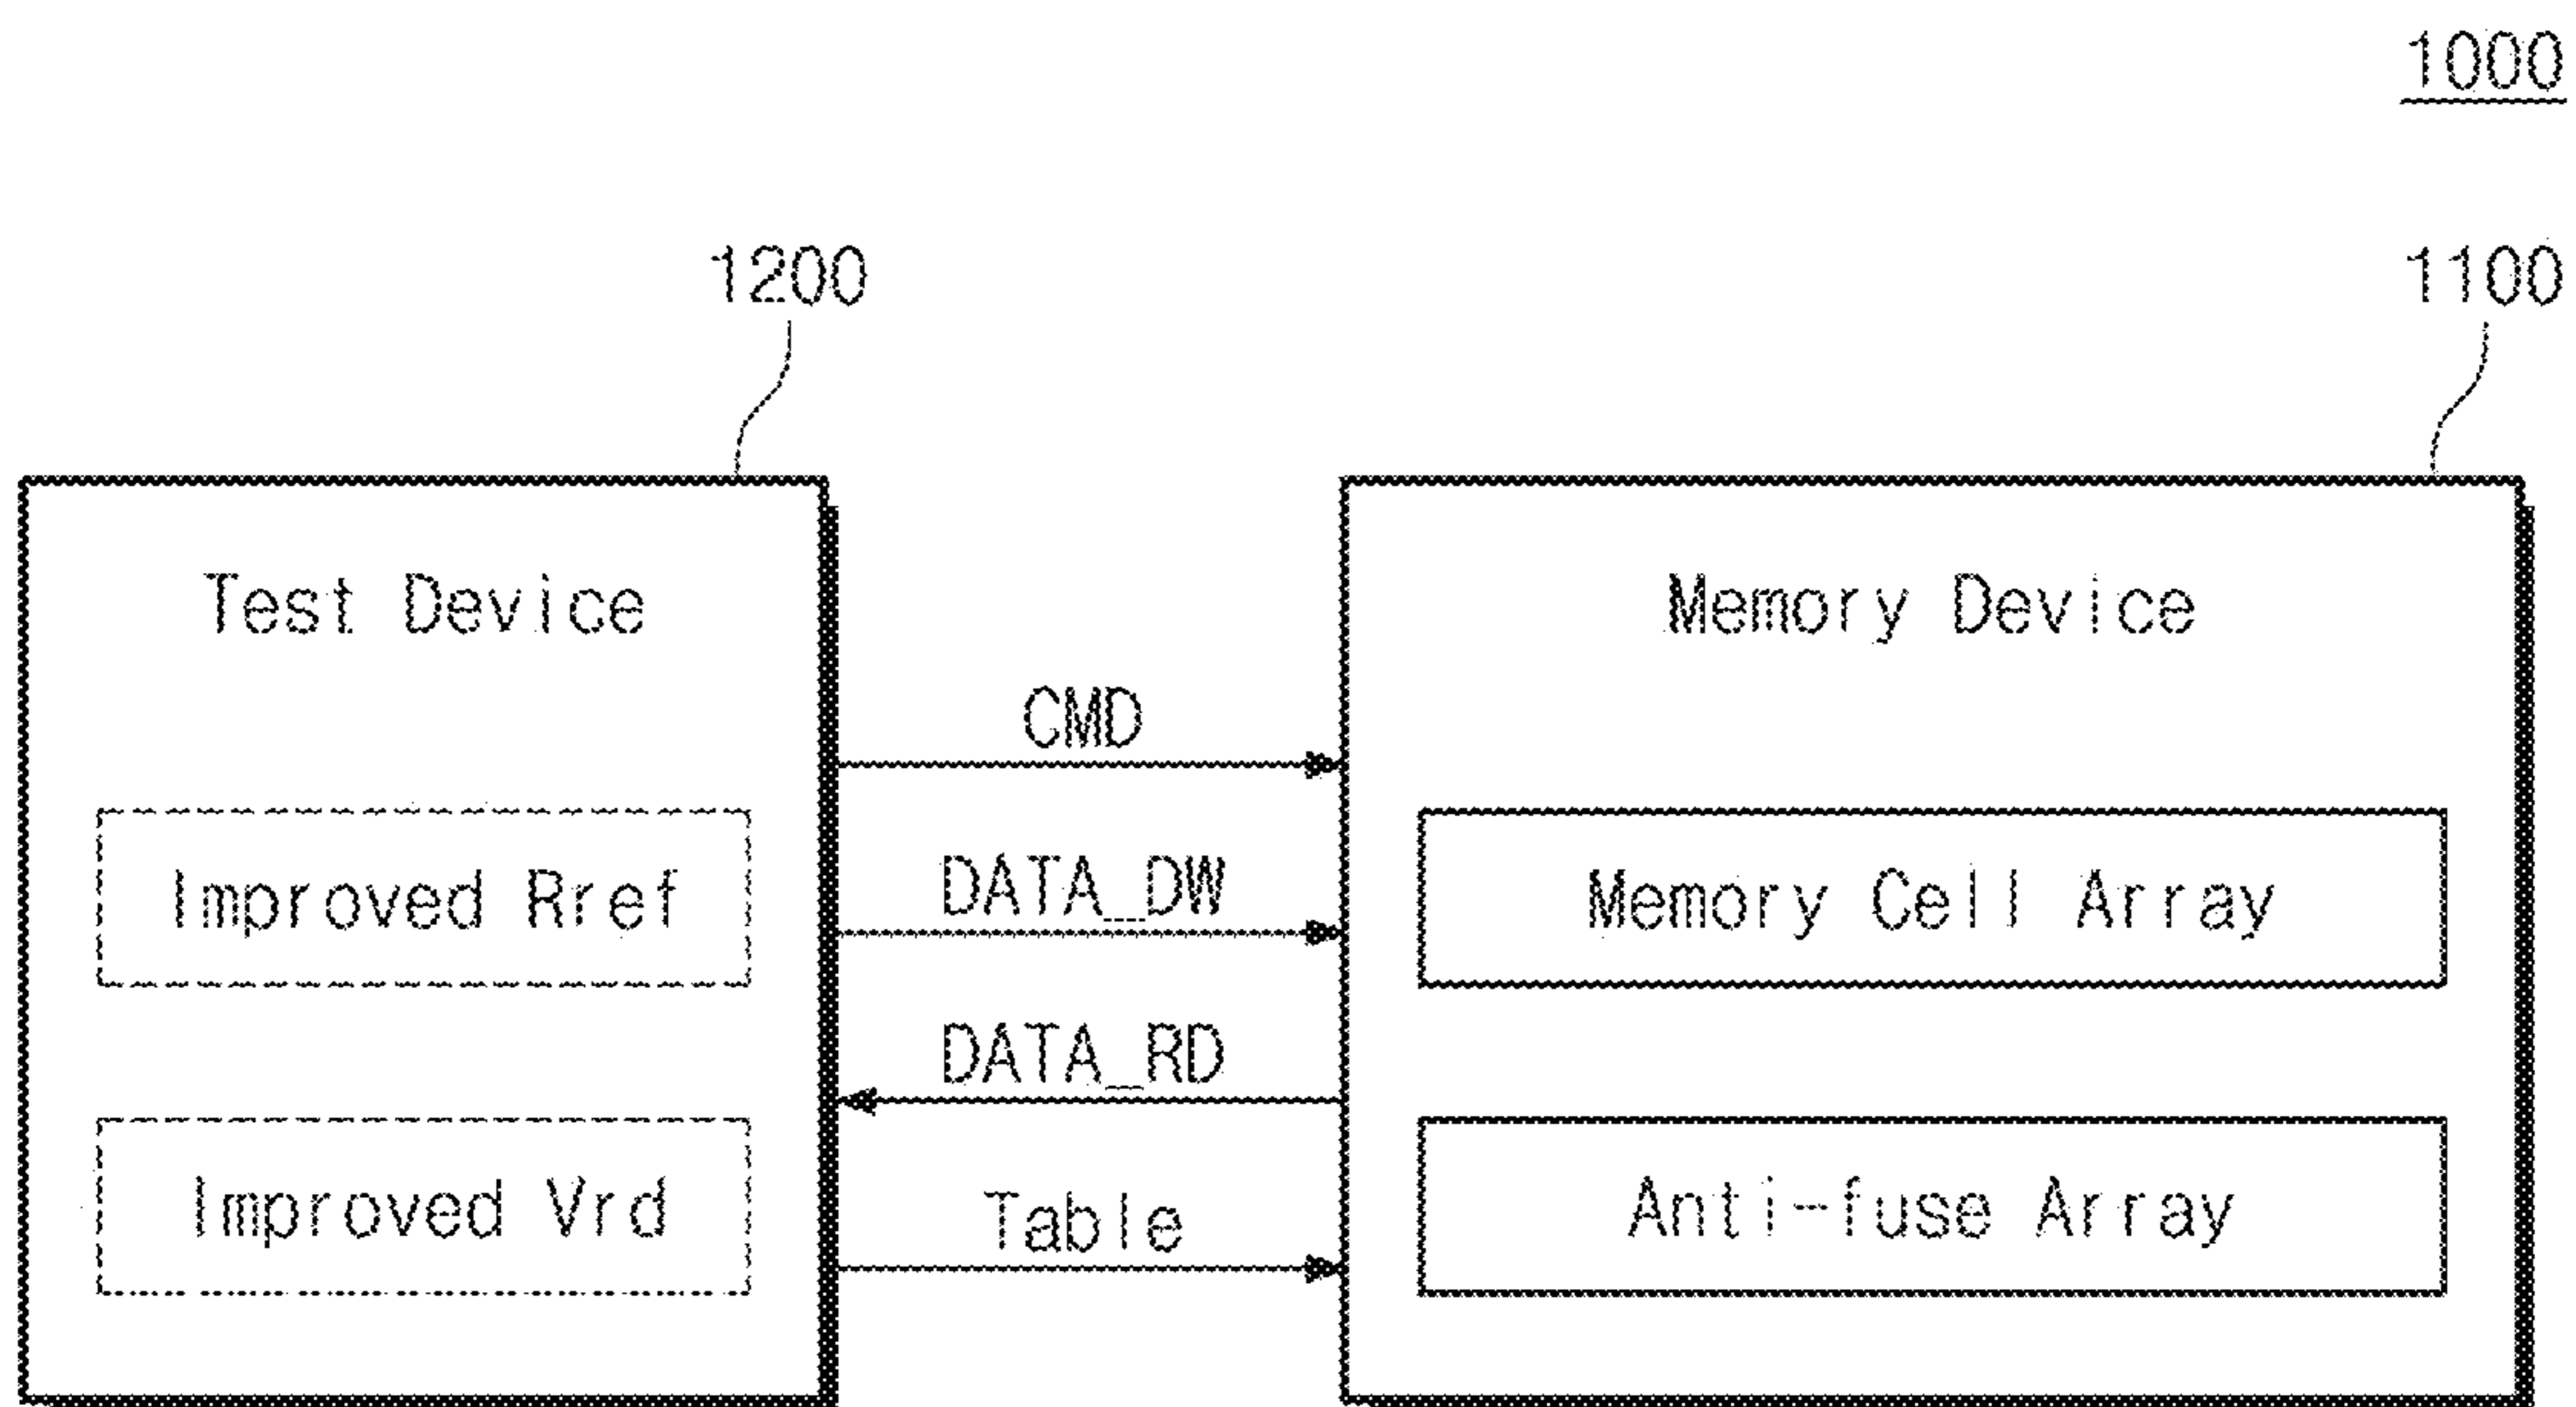 1000
1200
1100
Test Device
Memory Device
CMD
DATA_DW
DATA_RD
Table
Improved Rref
Improved Vrd
Memory Cell Array
Anti-fuse Array